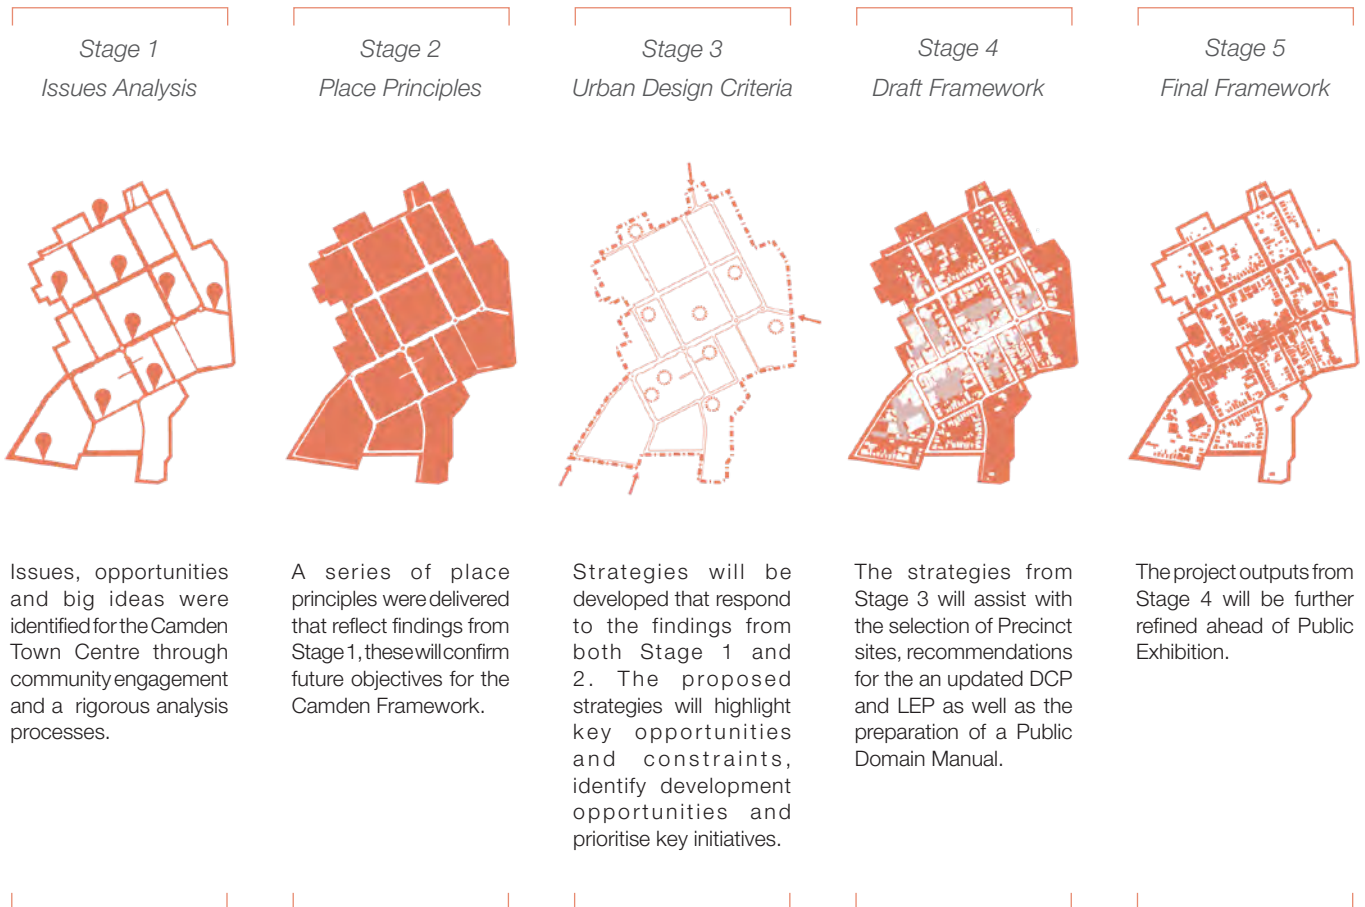 Stage 1
Issues Analysis
Issues, opportunities
and big ideas were
identified for the Camden
Town Centre through
community engagement
and a rigorous analysis
processes.
Stage 2
Place Principles
A series of place
principles were delivered
that reflect findings from
Stage 1, these will confirm
future objectives for the
Camden Framework.
Stage 3
Urban Design Criteria
Strategies will be
developed that respond
to the findings from
both Stage 1 and
2. The proposed
strategies will highlight
key opportunities
and constraints,
identify development
opportunities and
prioritise key initiatives.
Stage 4
Draft Framework
The strategies from
Stage 3 will assist with
the selection of Precinct
sites, recommendations
for the an updated DCP
and LEP as well as the
preparation of a Public
Domain Manual.
Stage 5
Final Framework
The project outputs from
Stage 4 will be further
refined ahead of Public
Exhibition.